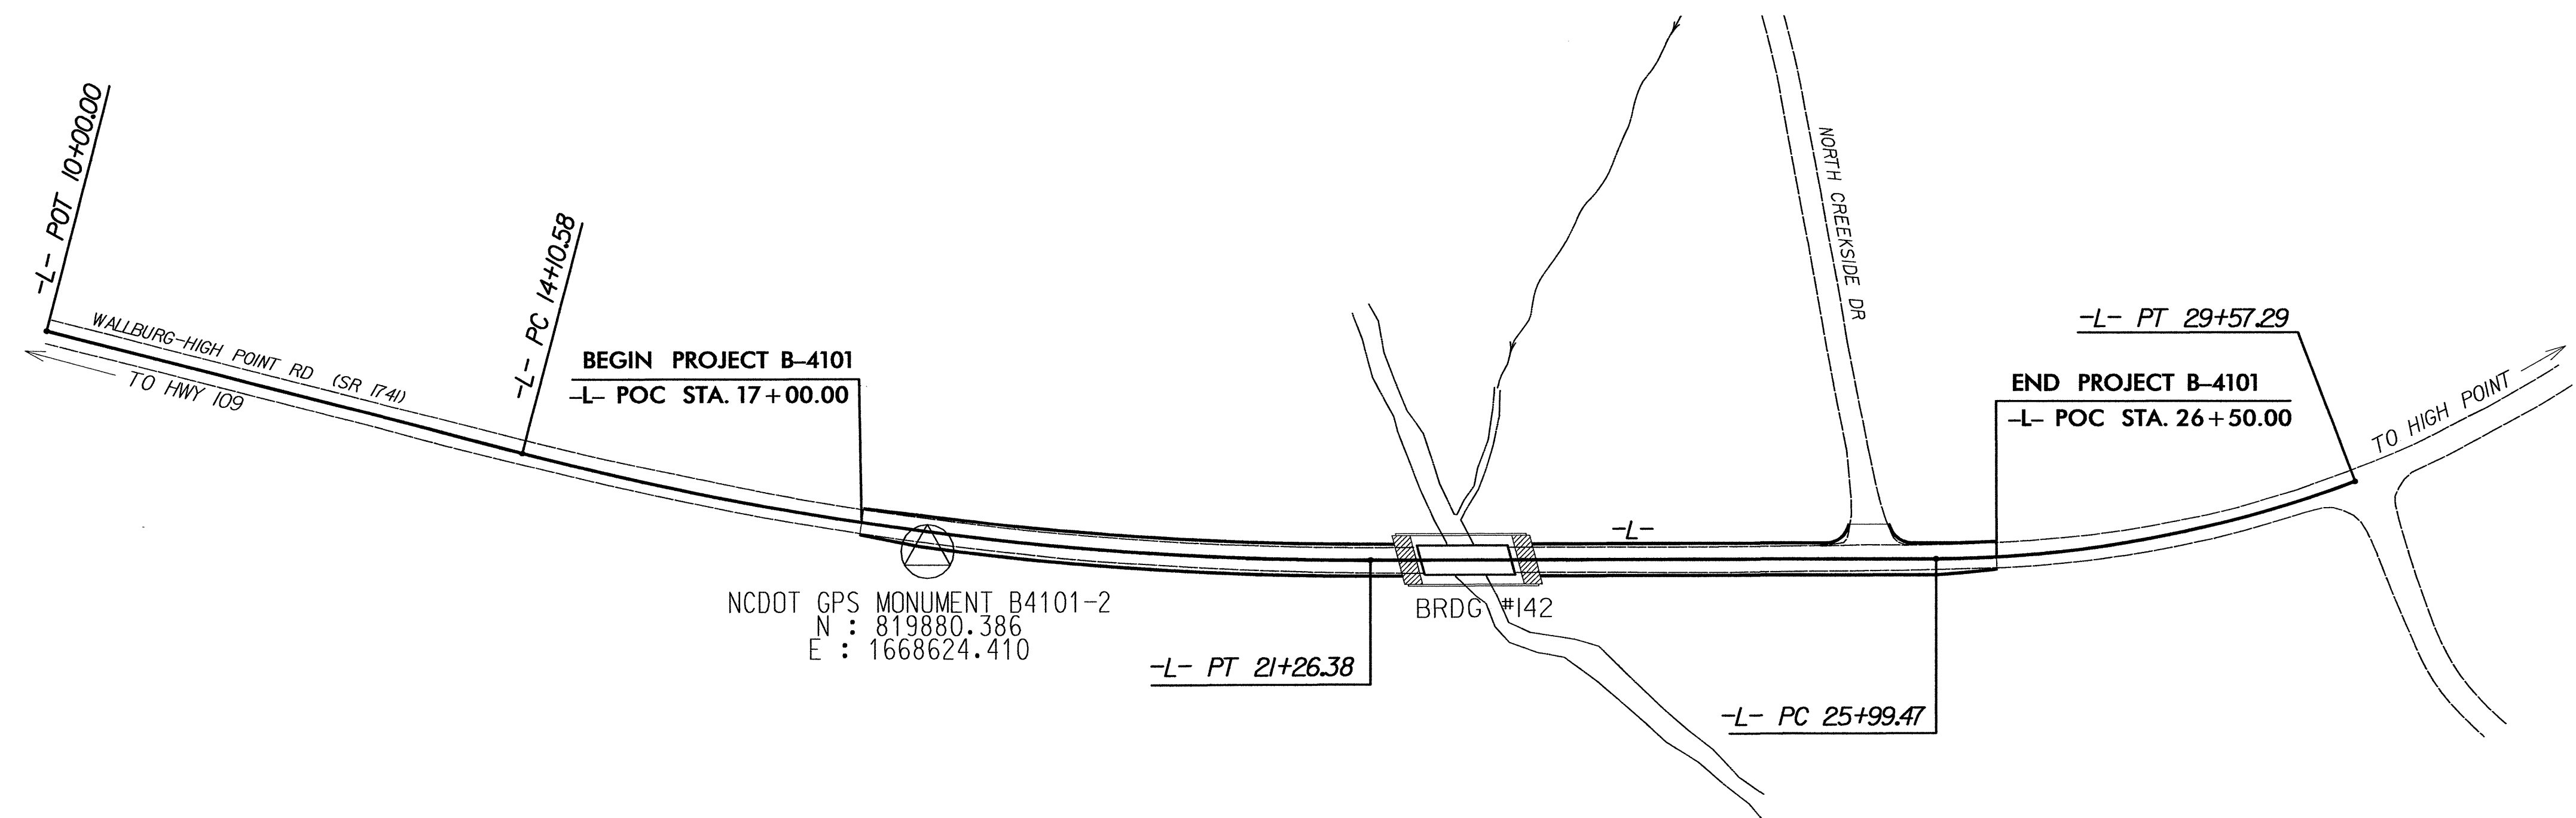 -L- POT 10+00.00
-L- PC 14+10.58
WALLBURG-HIGH POINT RD (SR 1741)
TO HWY 109
BEGIN PROJECT B-4101
-L- POC STA. 17+00.00
NCDOT GPS MONUMENT B4101-2
N : 819880.386
E : 1668624.410
-L- PT 21+26.38
BRDG #142
-L-
NORTH CREEKSIDE DR
-L- PC 25+99.47
-L- PT 29+57.29
END PROJECT B-4101
-L- POC STA. 26+50.00
TO HIGH POINT